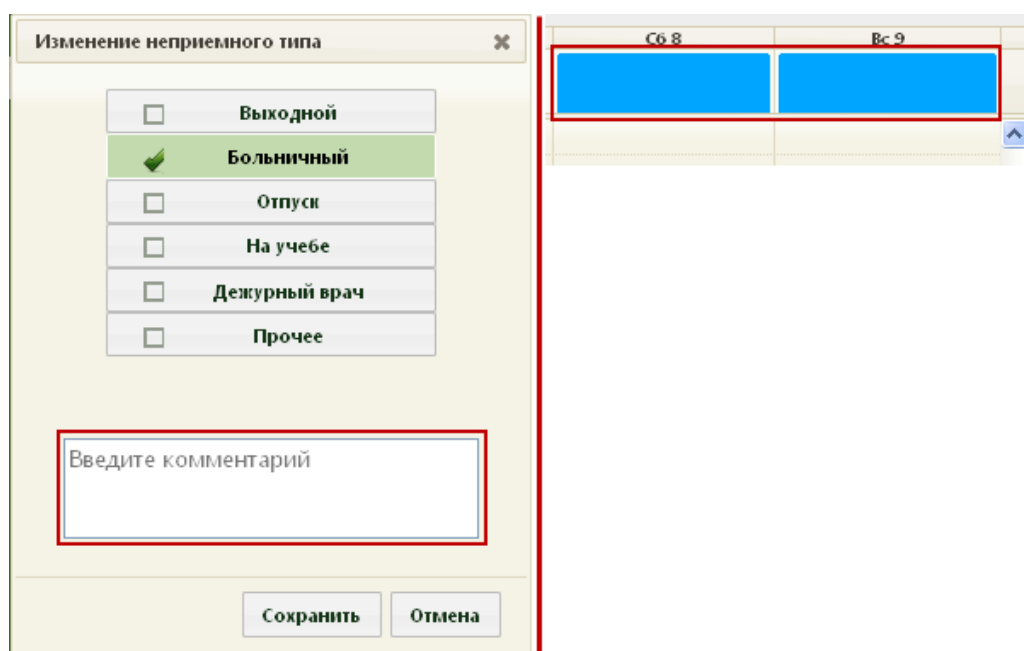 Изменение неприемного типа
Выходной
Больничный
Отпуск
На учебе
Дежурный врач
Прочее
Введите комментарий
Сохранить Отмена
Сб 8 Вс 9